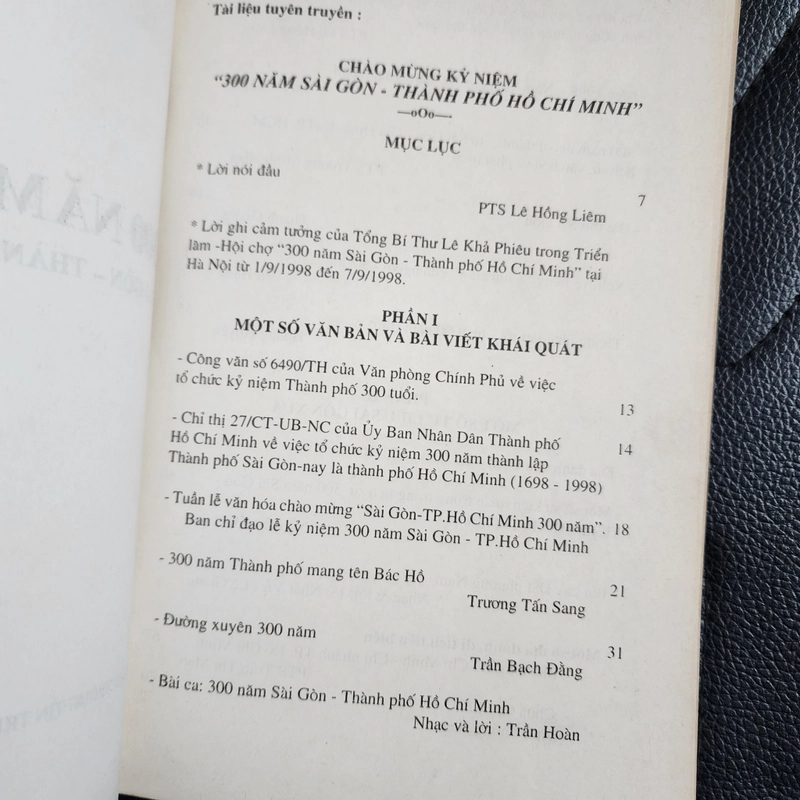 Tài liệu tuyên truyền :
CHÀO MỪNG KỶ NIỆM
“300 NĂM SÀI GÒN - THÀNH PHỐ HỒ CHÍ MINH”
—oOo—
MỤC LỤC
* Lời nói đầu 7
PTS Lê Hồng Liêm
* Lời ghi cảm tưởng của Tổng Bí Thư Lê Khả Phiêu trong Triển
lãm -Hội chợ “300 năm Sài Gòn - Thành phố Hồ Chí Minh” tại
Hà Nội từ 1/9/1998 đến 7/9/1998.
PHẦN I
MỘT SỐ VĂN BẢN VÀ BÀI VIẾT KHÁI QUÁT
- Công văn số 6490/TH của Văn phòng Chính Phủ về việc
tổ chức kỷ niệm Thành phố 300 tuổi. 13
- Chỉ thị 27/CT-UB-NC của Ủy Ban Nhân Dân Thành phố 14
Hồ Chí Minh về việc tổ chức kỷ niệm 300 năm thành lập
Thành phố Sài Gòn-nay là thành phố Hồ Chí Minh (1698 - 1998)
- Tuần lễ văn hóa chào mừng “Sài Gòn-TP.Hồ Chí Minh 300 năm”. 18
Ban chỉ đạo lễ kỷ niệm 300 năm Sài Gòn - TP.Hồ Chí Minh
- 300 năm Thành phố mang tên Bác Hồ 21
Trương Tấn Sang
- Đường xuyên 300 năm 31
Trần Bạch Đằng
- Bài ca: 300 năm Sài Gòn - Thành phố Hồ Chí Minh
Nhạc và lời : Trần Hoàn